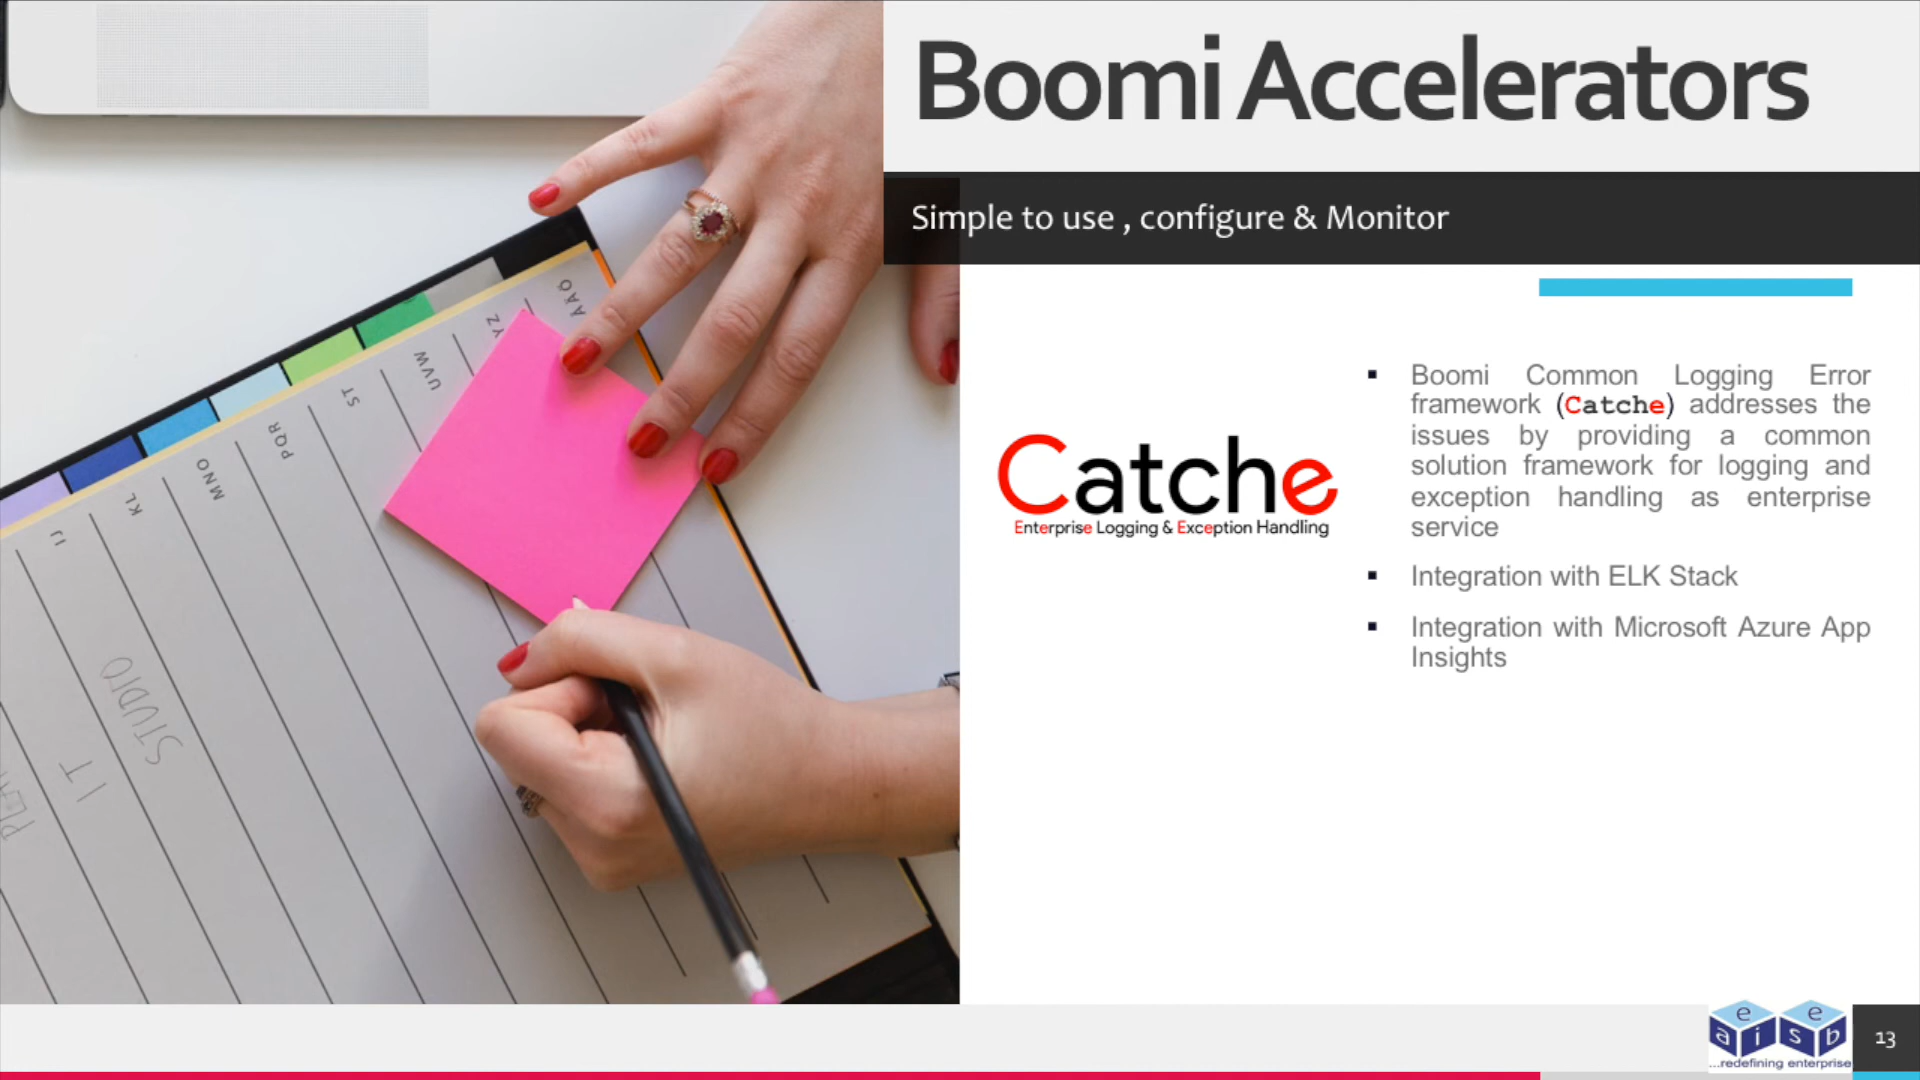 Boomi Accelerators
Simple to use , configure & Monitor
▪ Boomi Common Logging Error
framework (Catche) addresses the
issues by providing a common
solution framework for logging and
exception handling as enterprise
service
▪ Integration with ELK Stack
▪ Integration with Microsoft Azure App
Insights
Catche
Enterprise Logging & Exception Handling
ÅÄÖ
YZ
UVW
ST
PQR
MNO
KL
IJ
STUDIO
IT
e e
a i s b
...redefining enterprise
13